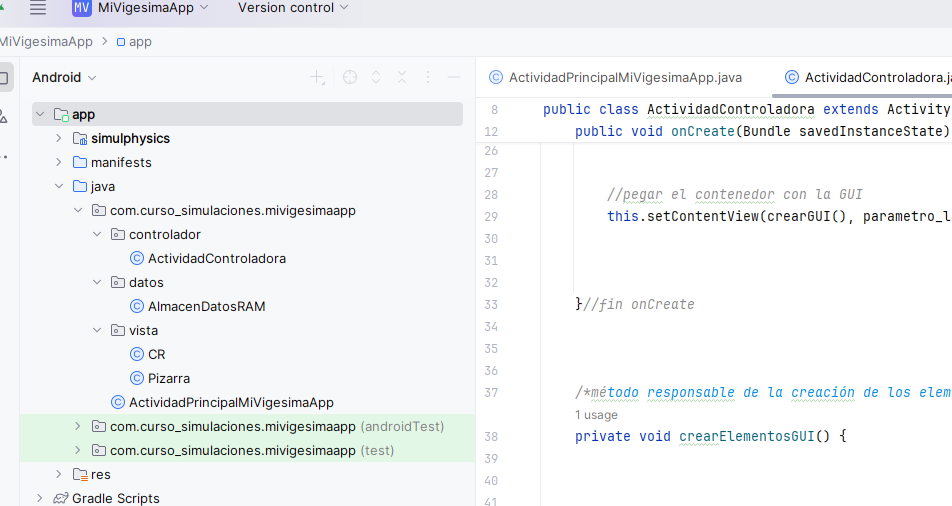 MV MiVigesimaApp Version control
MiVigesimaApp > app
Android
app
simulphysics
manifests
java
com.curso_simulaciones.mivigesimaapp
controlador
ActividadControladora
datos
AlmacenDatosRAM
vista
CR
Pizarra
ActividadPrincipalMiVigesimaApp
com.curso_simulaciones.mivigesimaapp (androidTest)
com.curso_simulaciones.mivigesimaapp (test)
res
Gradle Scripts
ActividadPrincipalMiVigesimaApp.java ActividadControladora.ja
8 public class ActividadControladora extends Activity
12 public void onCreate(Bundle savedInstanceState)
26
27
28 //pegar el contenedor con la GUI
29 this.setContentView(crearGUI(), parametro_l
30
31
32
33 }//fin onCreate
34
35
36
37 /*método responsable de la creación de los elem
1 usage
38 private void crearElementosGUI() {
39
40
41